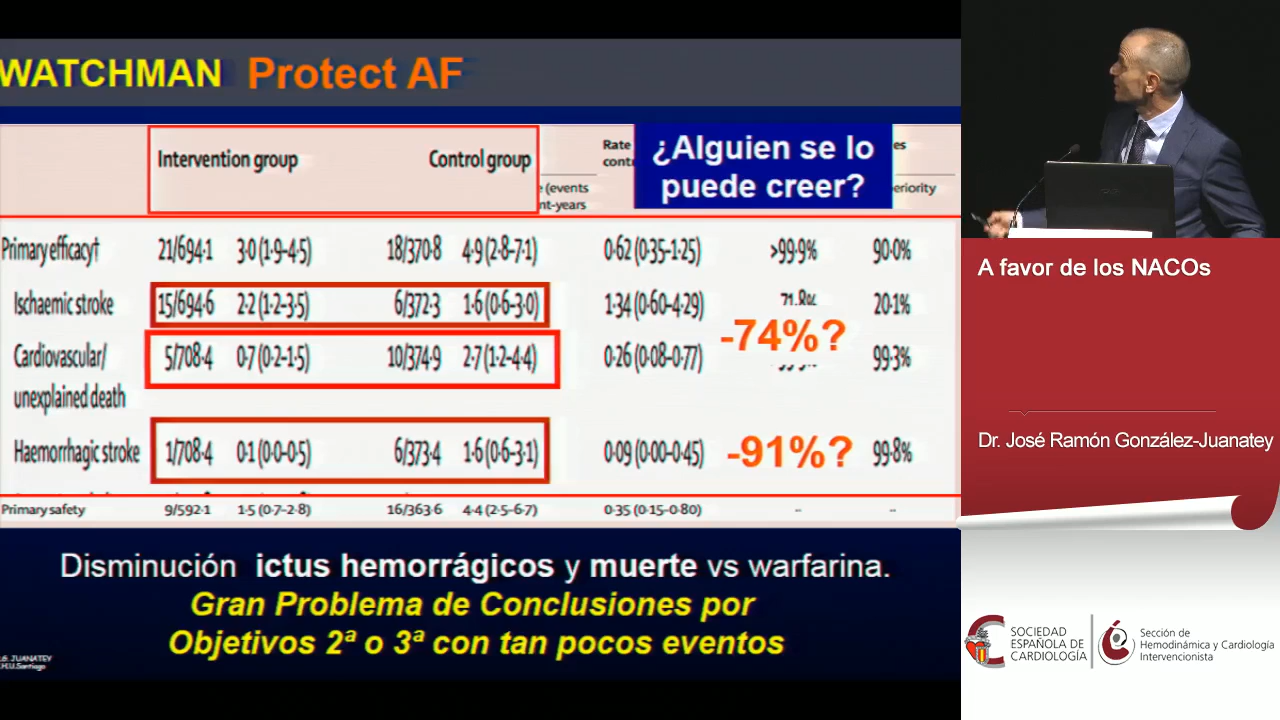 WATCHMAN Protect AF
Intervention group Control group
Rate
¿Alguien se lo
puede creer?
es
(events
eriority
Primary efficacy† 21/694·1 3·0 (1·9–4·5) 18/370·8 4·9 (2·8–7·1) 0·62 (0·35–1·25) >99·9% 90·0%
Ischaemic stroke 15/694·6 2·2 (1·2–3·5) 6/372·3 1·6 (0·6–3·0) 1·34 (0·60–4·29) 20·1%
-74%?
Cardiovascular/ 5/708·4 0·7 (0·2–1·5) 10/374·9 2·7 (1·2–4·4) 0·26 (0·08–0·77) 99·3%
unexplained death
Haemorrhagic stroke 1/708·4 0·1 (0·0–0·5) 6/373·4 1·6 (0·6–3·1) 0·09 (0·00–0·45) -91%? 99·8%
Primary safety 9/592·1 1·5 (0·7–2·8) 16/363·6 4·4 (2·5–6·7) 0·35 (0·15–0·80) -- --
Disminución ictus hemorrágicos y muerte vs warfarina.
Gran Problema de Conclusiones por
Objetivos 2ª o 3ª con tan pocos eventos
JUANATEY
Santiago
A favor de los NACOs
Dr. José Ramón González-Juanatey
SOCIEDAD
ESPAÑOLA DE
CARDIOLOGÍA
Sección de
Hemodinámica y Cardiología
Intervencionista